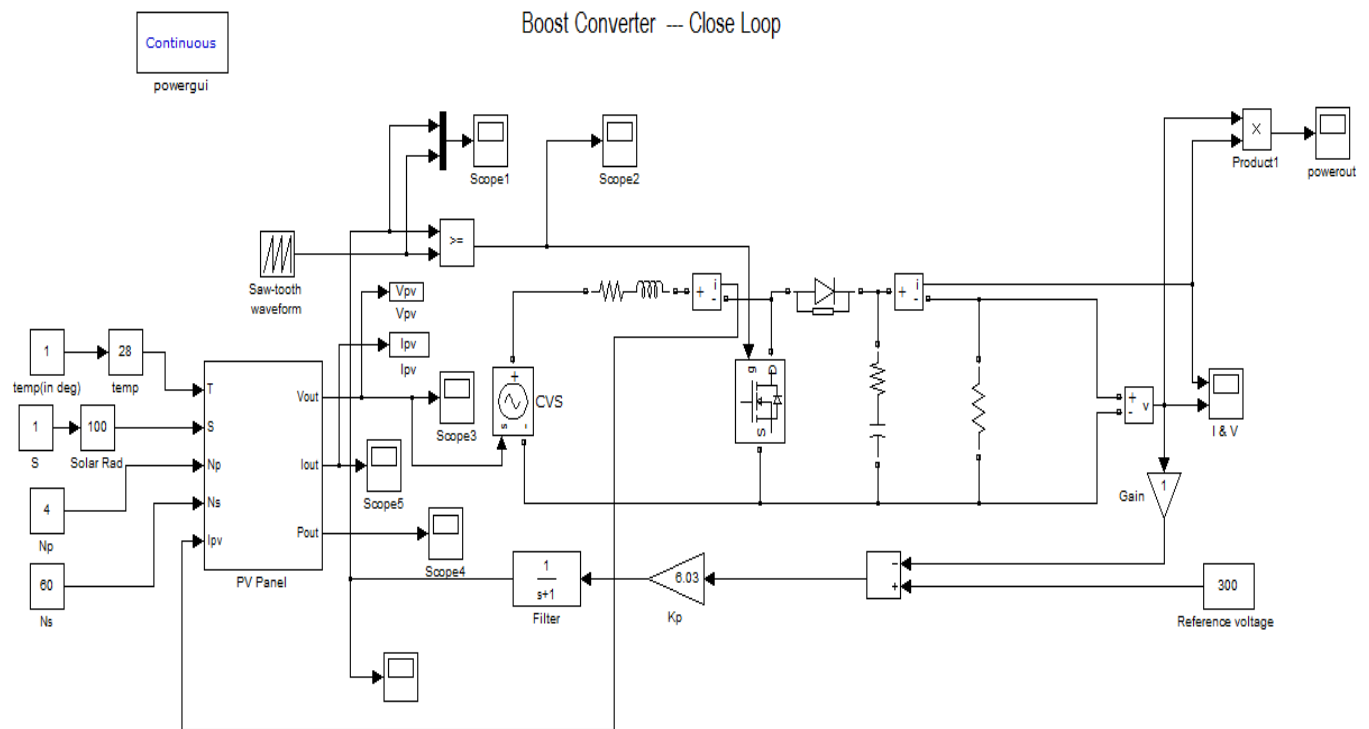 Boost Converter --- Close Loop
Continuous
powergui
Scope1
Scope2
X
Product1
powerout
>=
Saw-tooth
waveform
Vpv
Vpv
Ipv
Ipv
+ i -
+ i -
1
temp(in deg)
28
temp
1
S
100
Solar Rad
4
Np
60
Ns
T
S
Np
Ns
Ipv
Vout
Iout
Pout
PV Panel
Scope3
Scope5
Scope4
+
s -
CVS
g
S
+
-
v
I & V
1
Gain
1
s+1
Filter
6.03
Kp
−
+
300
Reference voltage